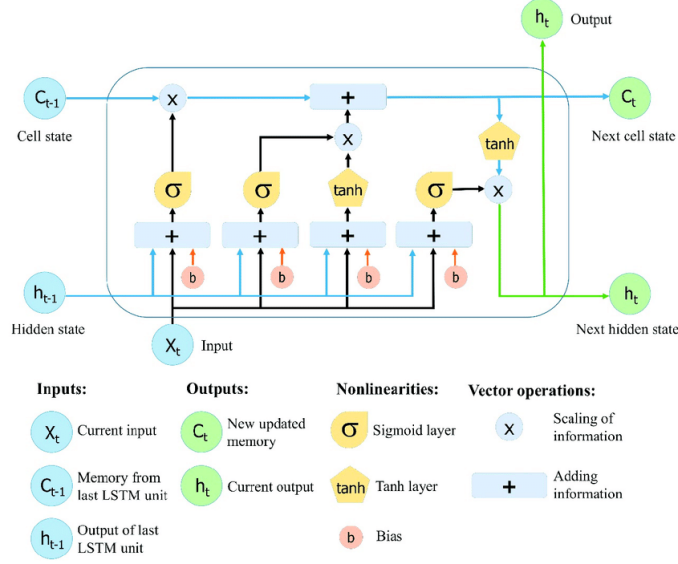 ht
Output
Ct-1
x
+
Ct
Cell state
x
tanh
Next cell state
σ
σ
tanh
σ
x
+
+
+
+
b
b
b
b
ht-1
ht
Hidden state
Next hidden state
Xt
Input
Inputs:
Outputs:
Nonlinearities:
Vector operations:
Xt
Current input
Ct
New updated
memory
σ
Sigmoid layer
x
Scaling of
information
Ct-1
Memory from
last LSTM unit
ht
Current output
tanh
Tanh layer
+
Adding
information
ht-1
Output of last
LSTM unit
b
Bias